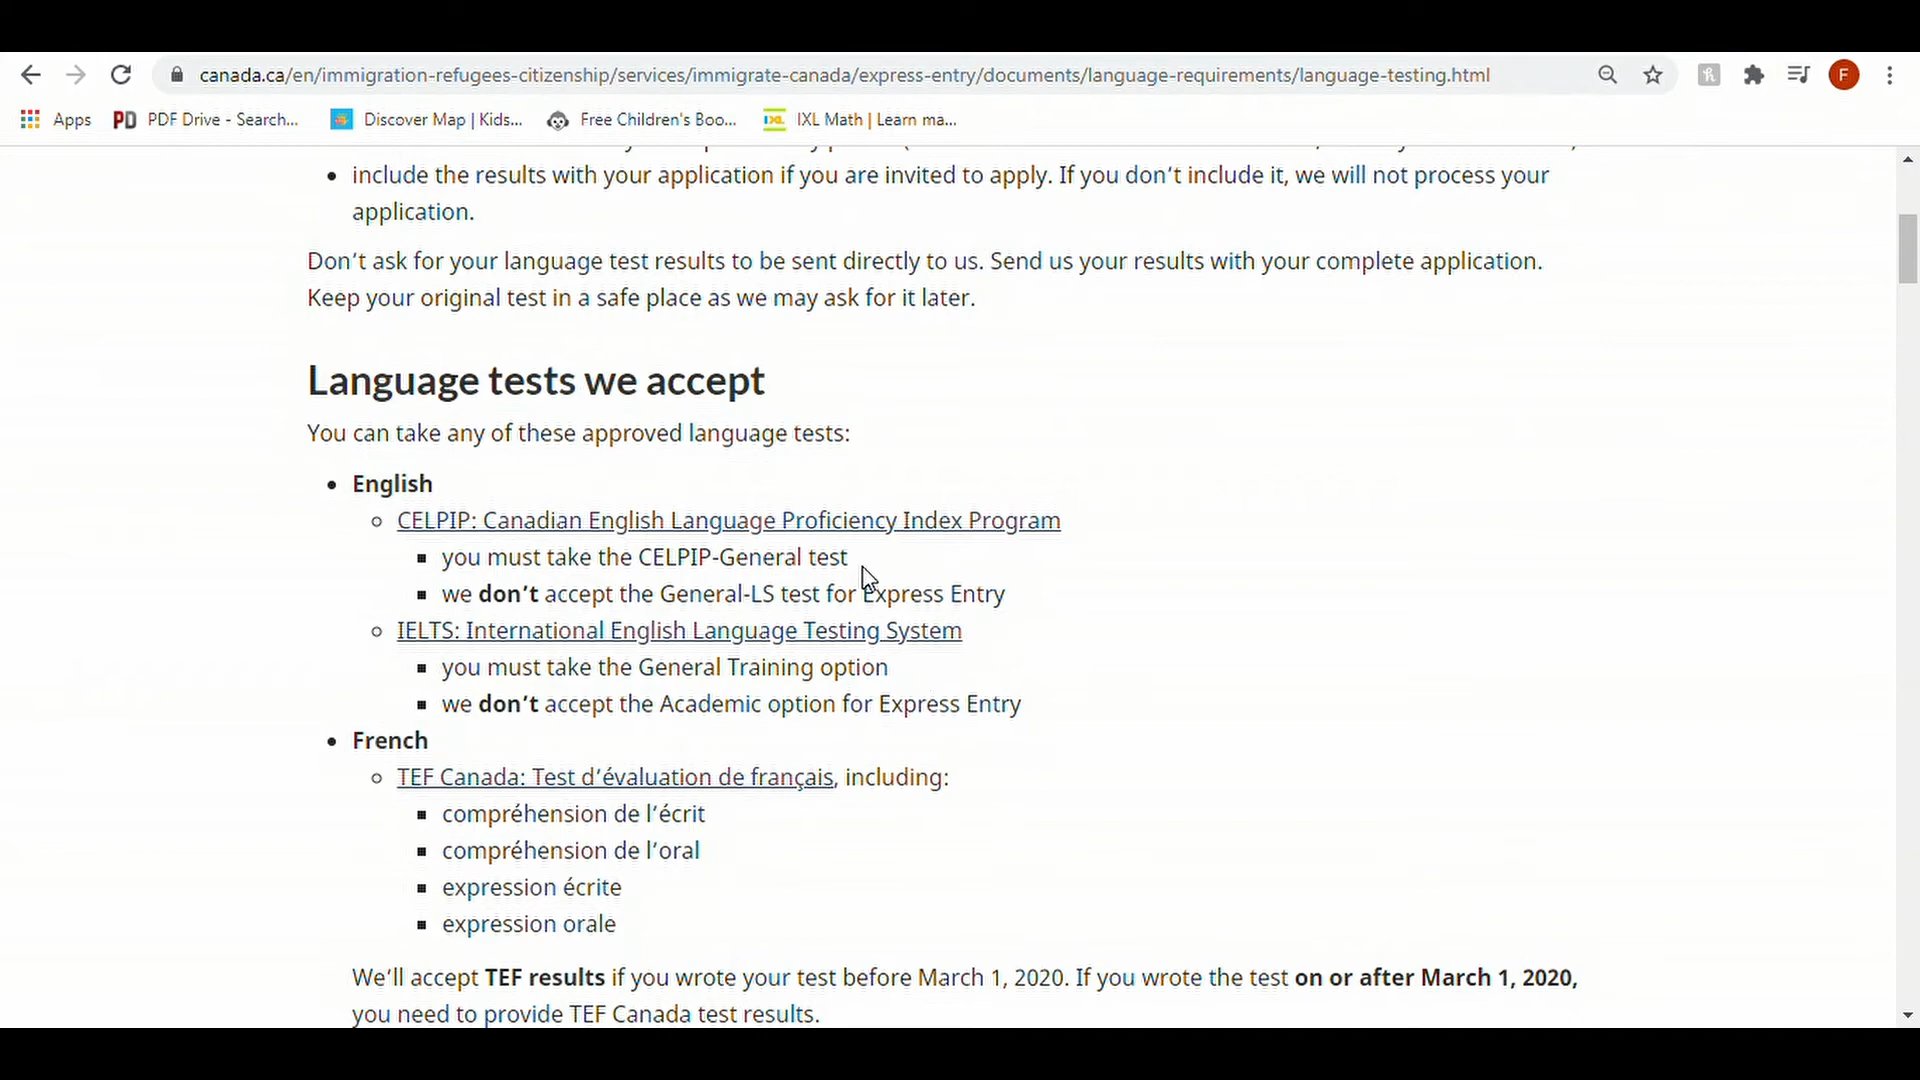 canada.ca/en/immigration-refugees-citizenship/services/immigrate-canada/express-entry/documents/language-requirements/language-testing.html
F
Apps PD PDF Drive - Search... Discover Map | Kids... Free Children's Boo... IXL IXL Math | Learn ma...
include the results with your application if you are invited to apply. If you don't include it, we will not process your
application.
Don't ask for your language test results to be sent directly to us. Send us your results with your complete application.
Keep your original test in a safe place as we may ask for it later.
Language tests we accept
You can take any of these approved language tests:
English
CELPIP: Canadian English Language Proficiency Index Program
you must take the CELPIP-General test
we don't accept the General-LS test for Express Entry
IELTS: International English Language Testing System
you must take the General Training option
we don't accept the Academic option for Express Entry
French
TEF Canada: Test d'évaluation de français, including:
compréhension de l'écrit
compréhension de l'oral
expression écrite
expression orale
We'll accept TEF results if you wrote your test before March 1, 2020. If you wrote the test on or after March 1, 2020,
you need to provide TEF Canada test results.